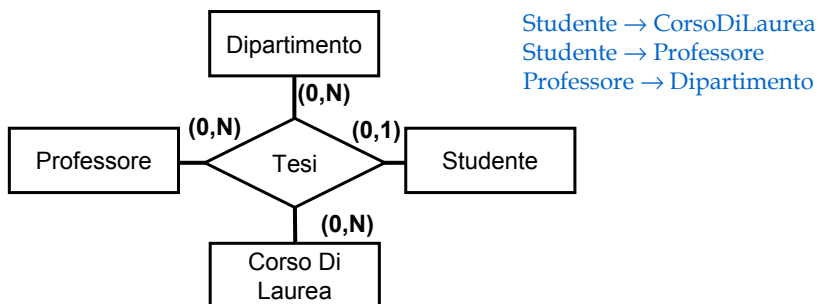 Dipartimento
Studente → CorsoDiLaurea
Studente → Professore
Professore → Dipartimento
(0,N)
(0,N)
(0,1)
Professore
Tesi
Studente
(0,N)
Corso Di
Laurea